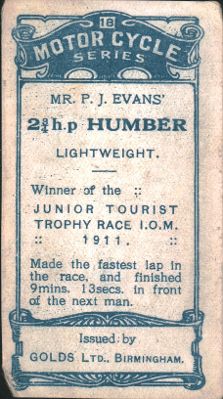 18
MOTOR CYCLE
SERIES
MR. P. J. EVANS'
2¾ h.p HUMBER
LIGHTWEIGHT.
Winner of the ::
JUNIOR TOURIST
TROPHY RACE I.O.M.
:: 1911. ::
Made the fastest lap in
the race, and finished
9mins. 13secs. in front
of the next man.
Issued by
GOLDS LTD., BIRMINGHAM.